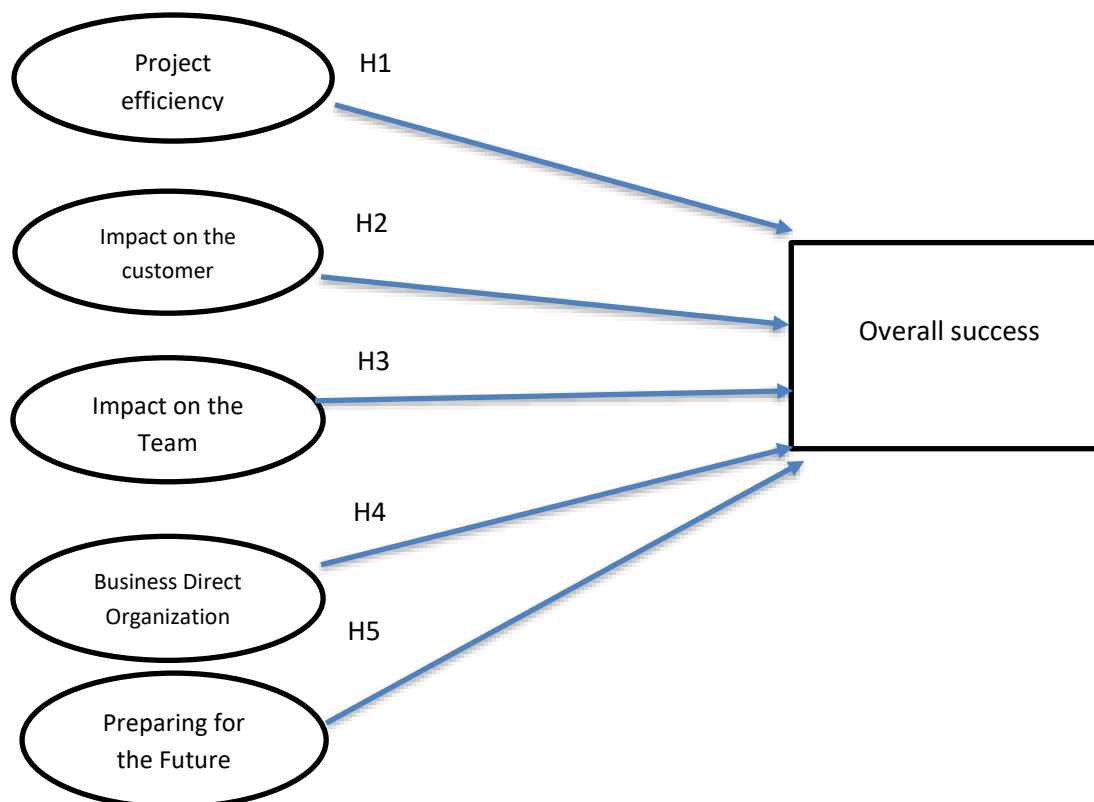 Project
efficiency
H1
Impact on the
customer
H2
Overall success
Impact on the
Team
H3
Business Direct
Organization
H4
Preparing for
the Future
H5